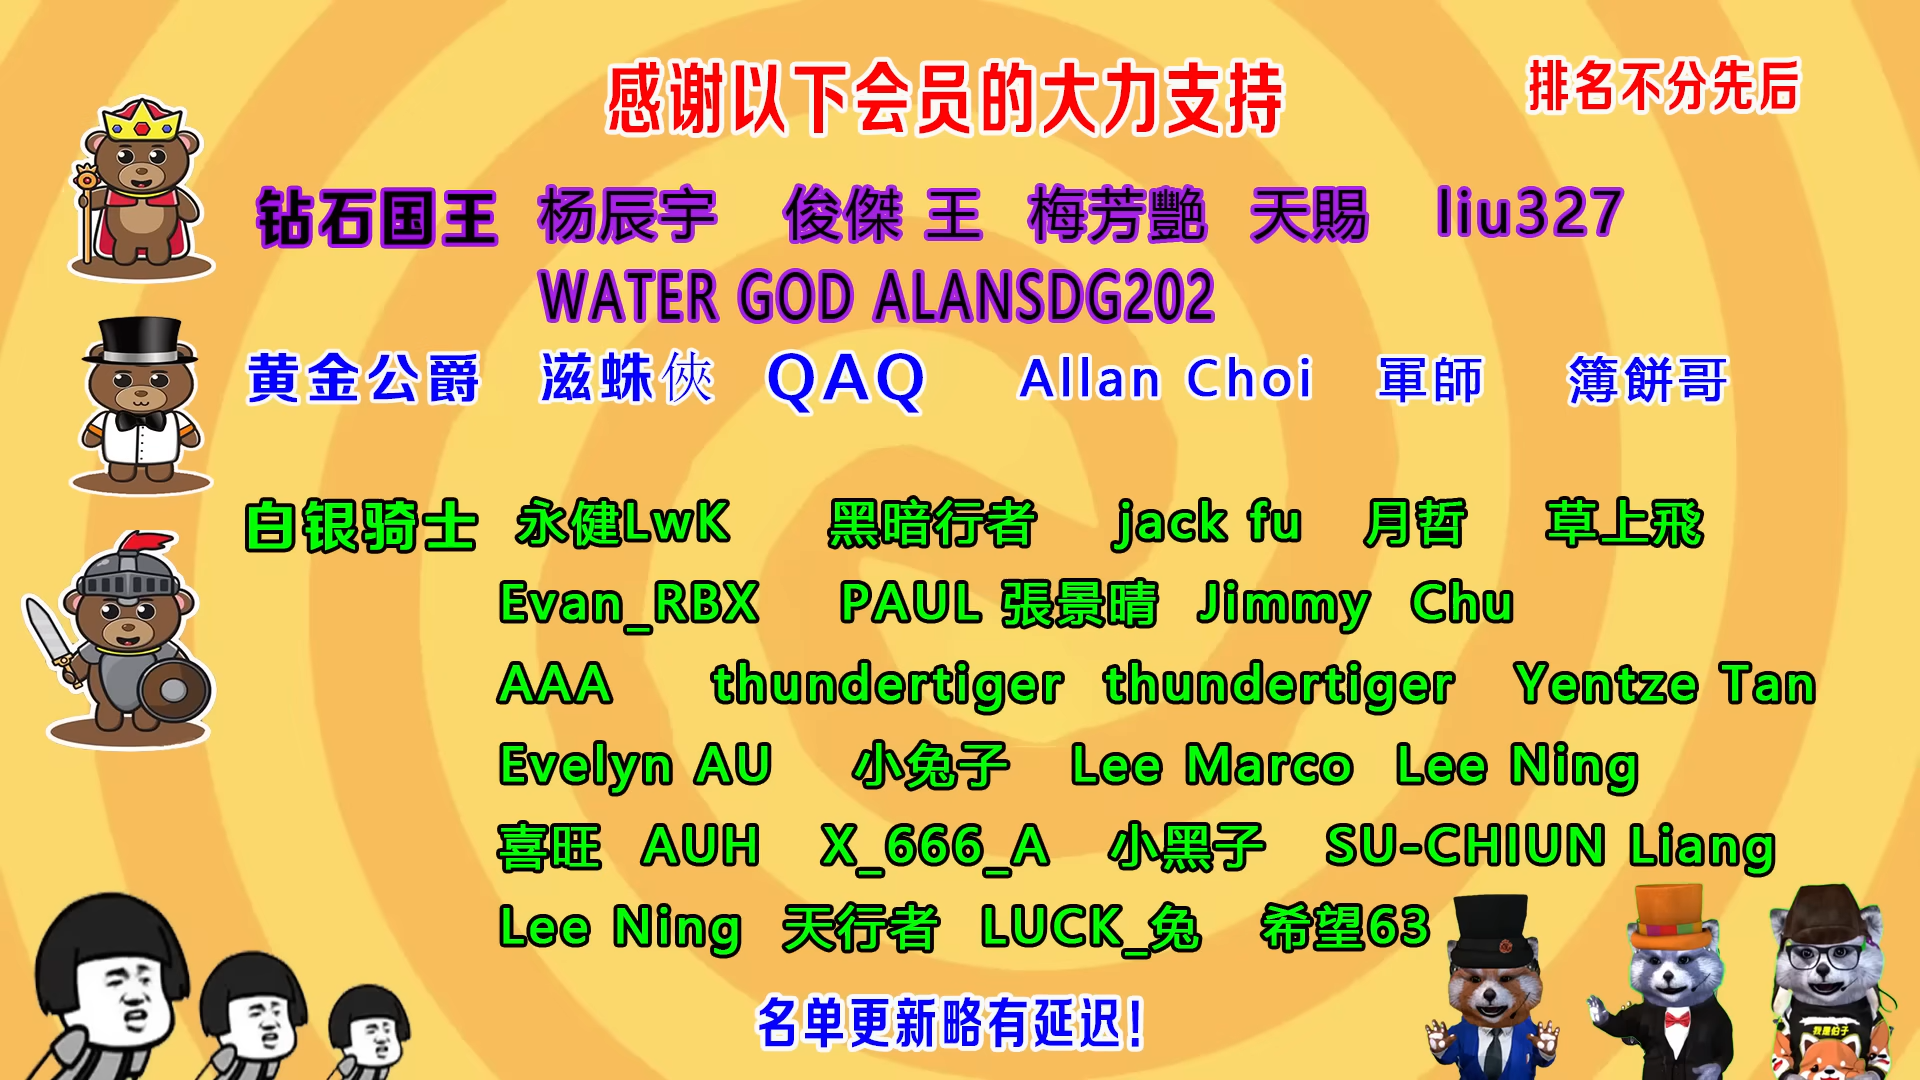 感谢以下会员的大力支持
排名不分先后
钻石国王 杨辰宇 俊傑 王 梅芳艷 天賜 liu327
WATER GOD ALANSDG202
黄金公爵 滋蛛俠 QAQ Allan Choi 軍師 簿餅哥
白银骑士 永健LwK 黑暗行者 jack fu 月哲 草上飛
Evan_RBX PAUL 張景晴 Jimmy Chu
AAA thundertiger thundertiger Yentze Tan
Evelyn AU 小兔子 Lee Marco Lee Ning
喜旺 AUH X_666_A 小黑子 SU-CHIUN Liang
Lee Ning 天行者 LUCK_兔 希望63
名单更新略有延迟！